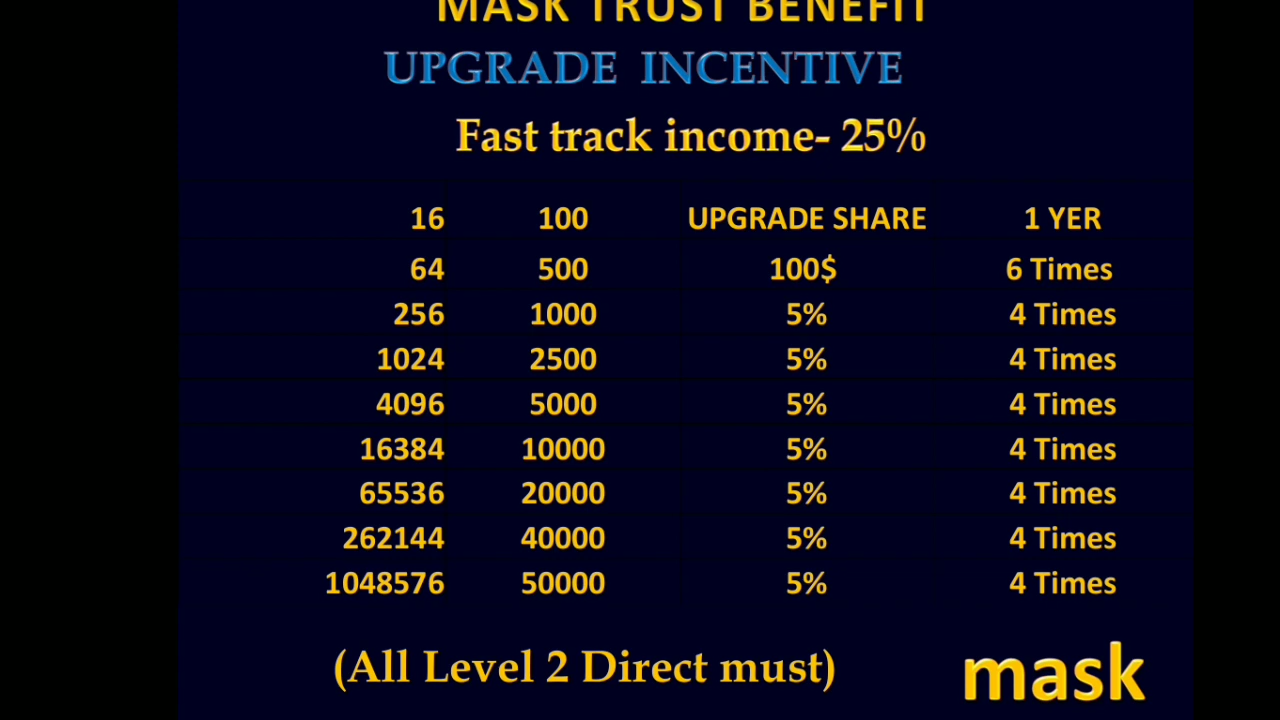 MASK TRUST BENEFIT
UPGRADE INCENTIVE
Fast track income- 25%
16 100 UPGRADE SHARE 1 YER
64 500 100$ 6 Times
256 1000 5% 4 Times
1024 2500 5% 4 Times
4096 5000 5% 4 Times
16384 10000 5% 4 Times
65536 20000 5% 4 Times
262144 40000 5% 4 Times
1048576 50000 5% 4 Times
(All Level 2 Direct must)
mask